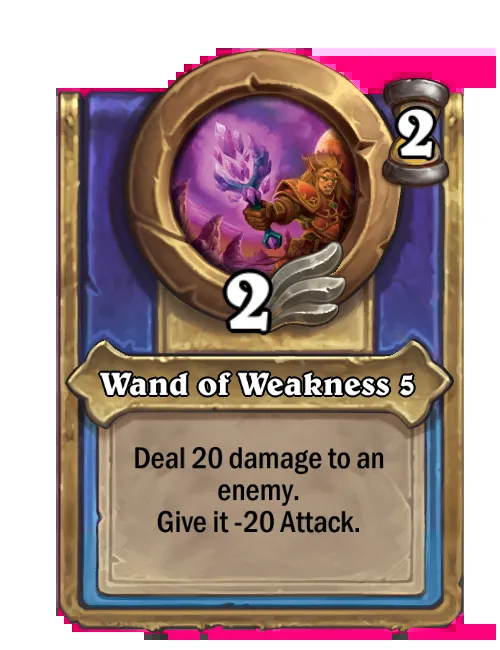 2
2
Wand of Weakness 5
Deal 20 damage to an
enemy.
Give it -20 Attack.